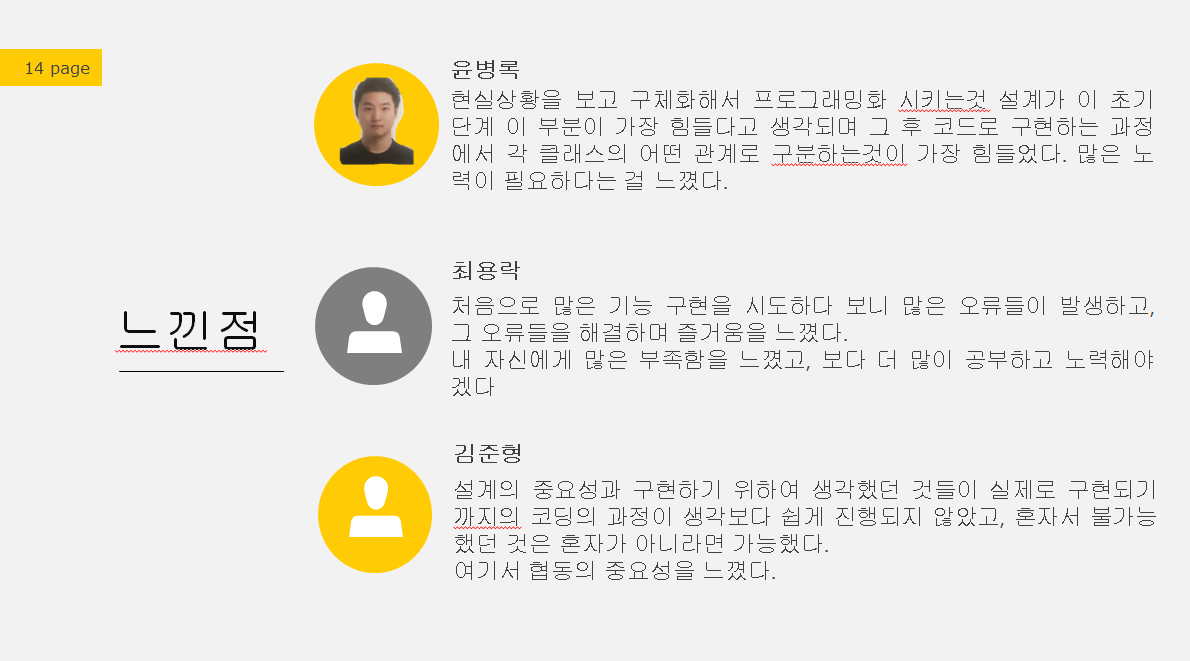 14 page
느낀점
윤병록
현실상황을 보고 구체화해서 프로그래밍화 시키는것 설계가 이 초기
단계 이 부분이 가장 힘들다고 생각되며 그 후 코드로 구현하는 과정
에서 각 클래스의 어떤 관계로 구분하는것이 가장 힘들었다. 많은 노
력이 필요하다는 걸 느꼈다.
최용락
처음으로 많은 기능 구현을 시도하다 보니 많은 오류들이 발생하고,
그 오류들을 해결하며 즐거움을 느꼈다.
내 자신에게 많은 부족함을 느꼈고, 보다 더 많이 공부하고 노력해야
겠다
김준형
설계의 중요성과 구현하기 위하여 생각했던 것들이 실제로 구현되기
까지의 코딩의 과정이 생각보다 쉽게 진행되지 않았고, 혼자서 불가능
했던 것은 혼자가 아니라면 가능했다.
여기서 협동의 중요성을 느꼈다.